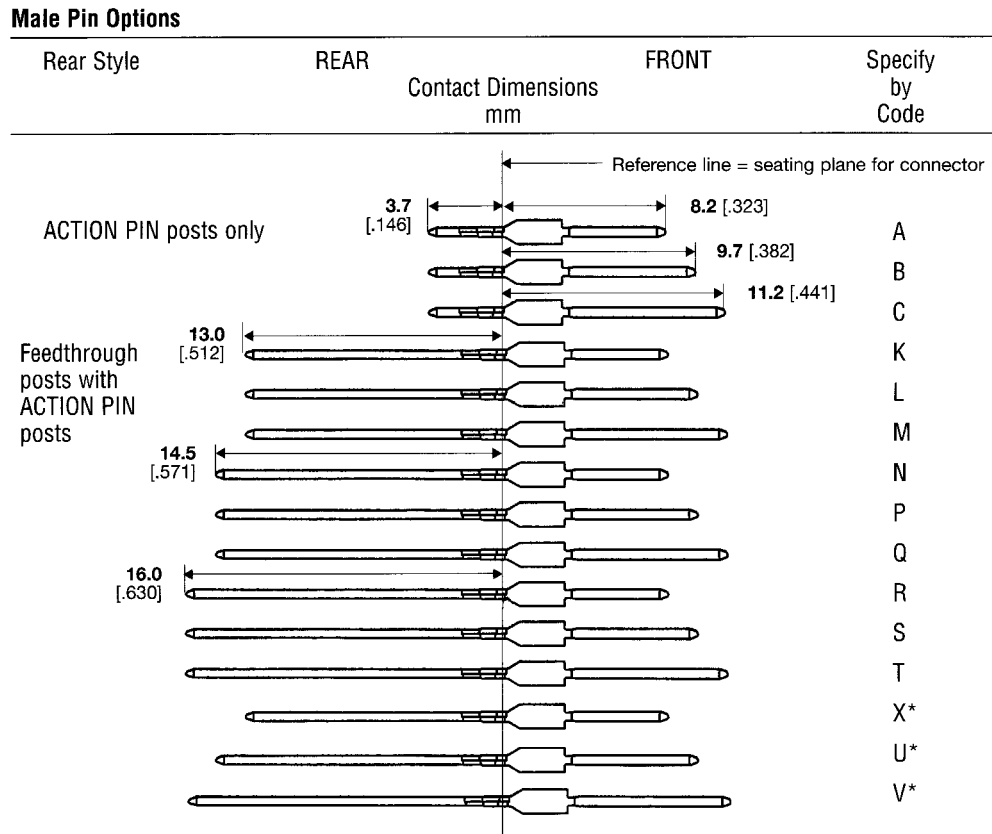 Male Pin Options
Rear Style REAR FRONT Specify
Contact Dimensions by
mm Code
Reference line = seating plane for connector
3.7 8.2 [.323]
[.146]
ACTION PIN posts only A
9.7 [.382]
B
11.2 [.441]
C
13.0
[.512]
K
Feedthrough
posts with
ACTION PIN
posts
L
M
14.5
[.571]
N
P
Q
16.0
[.630]
R
S
T
X*
U*
V*